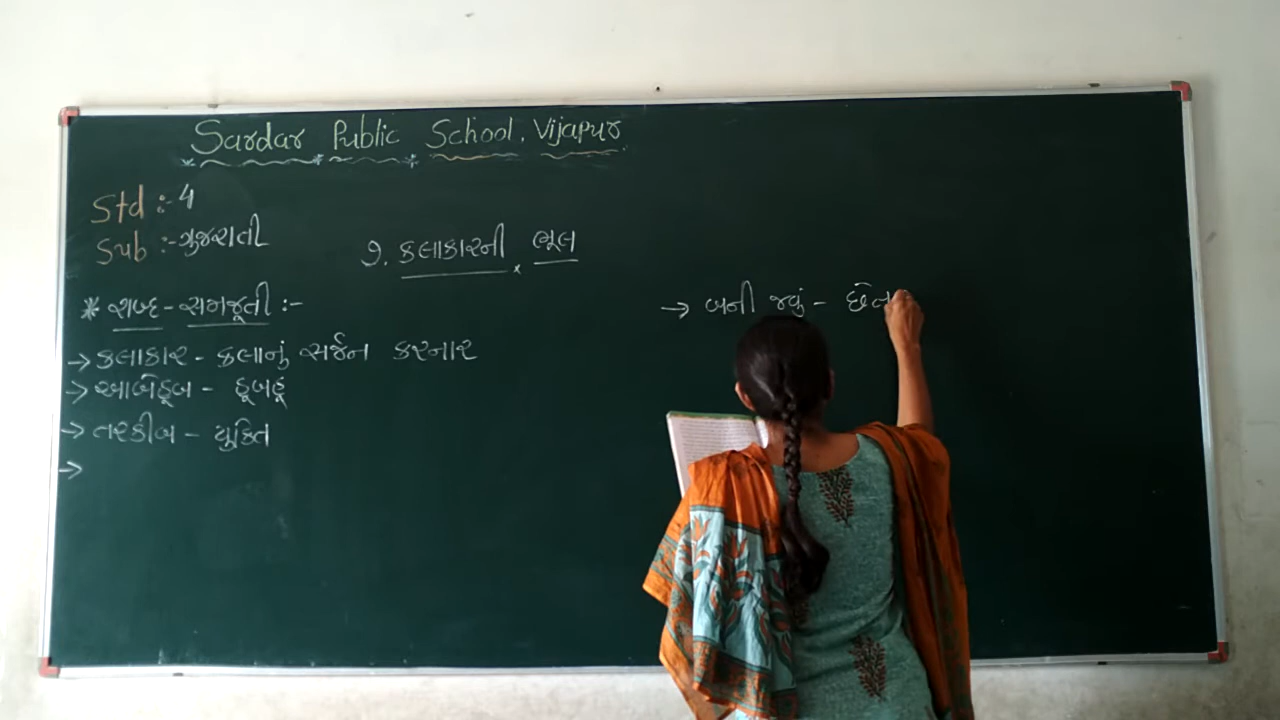 Sardar Public School, Vijapur
Std :- 4
Sub :- ગુજરાતી
૭. કલાકારની ભૂલ
* શબ્દ - સમજૂતી :-
→ કલાકાર - કલાનું સર્જન કરનાર
→ આબેહૂબ - હૂબહૂ
→ તરકીબ - યુકિત
→
→ બની જવું - છેત